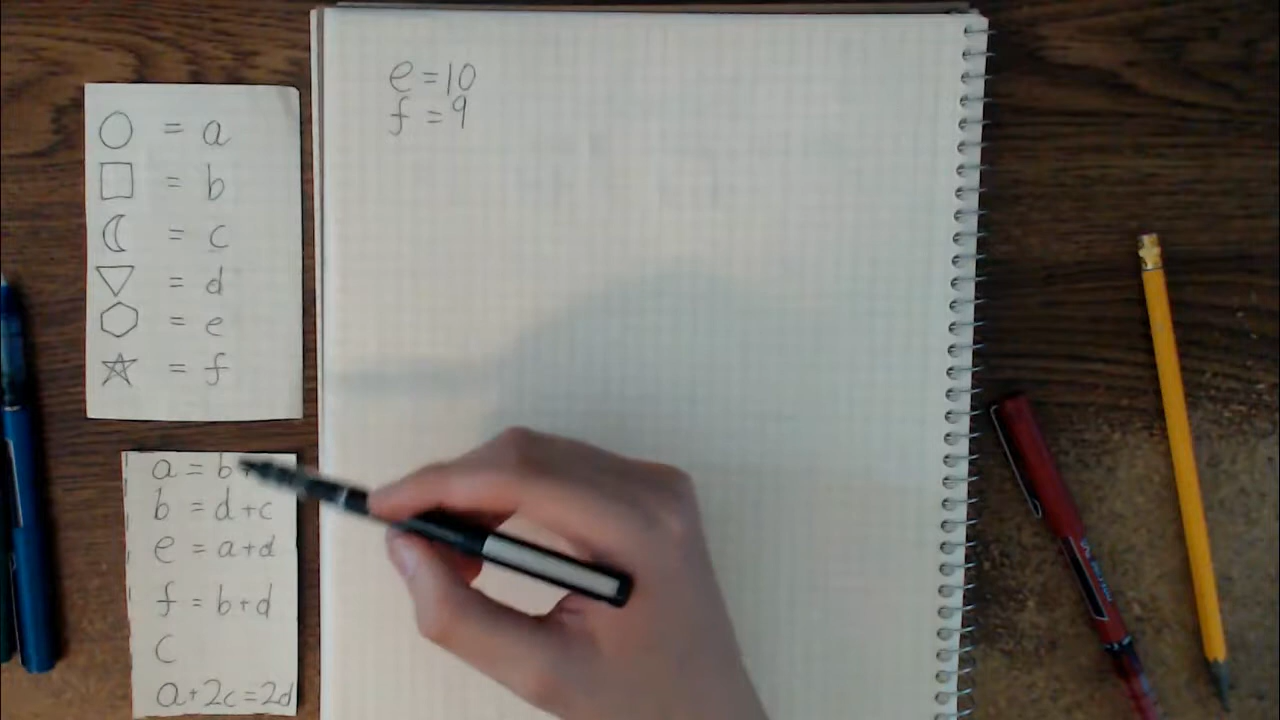 e=10
f=9
= a
= b
= c
= d
= e
= f
a = b
b = d+c
e = a+d
f = b+d
c
a+2c=2d